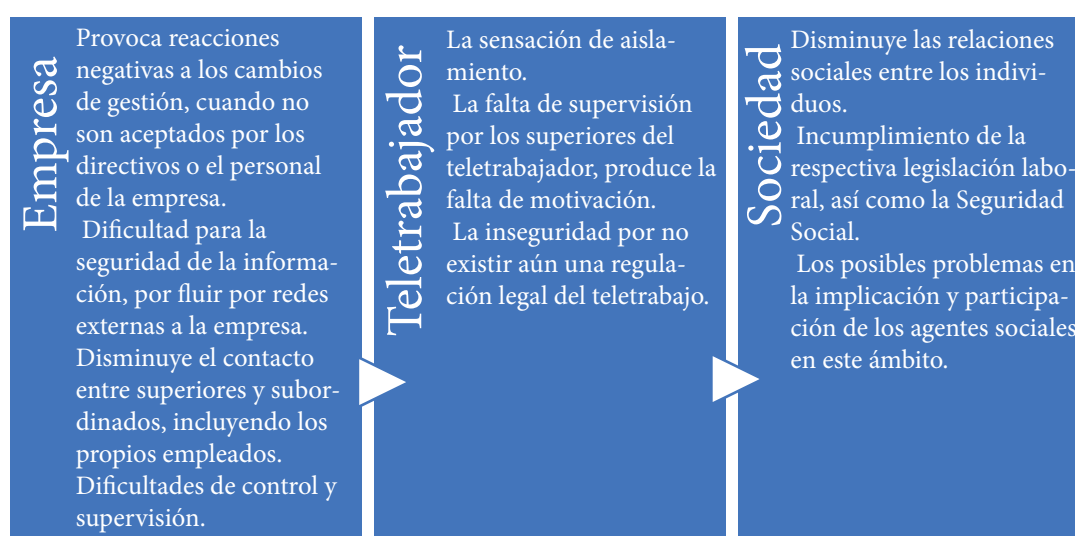 Empresa
Provoca reacciones
negativas a los cambios
de gestión, cuando no
son aceptados por los
directivos o el personal
de la empresa.
Dificultad para la
seguridad de la informa-
ción, por fluir por redes
externas a la empresa.
Disminuye el contacto
entre superiores y subor-
dinados, incluyendo los
propios empleados.
Dificultades de control y
supervisión.
Teletrabajador
La sensación de aisla-
miento.
La falta de supervisión
por los superiores del
teletrabajador, produce la
falta de motivación.
La inseguridad por no
existir aún una regula-
ción legal del teletrabajo.
Sociedad
Disminuye las relaciones
sociales entre los indivi-
duos.
Incumplimiento de la
respectiva legislación labo-
ral, así como la Seguridad
Social.
Los posibles problemas en
la implicación y participa-
ción de los agentes sociales
en este ámbito.